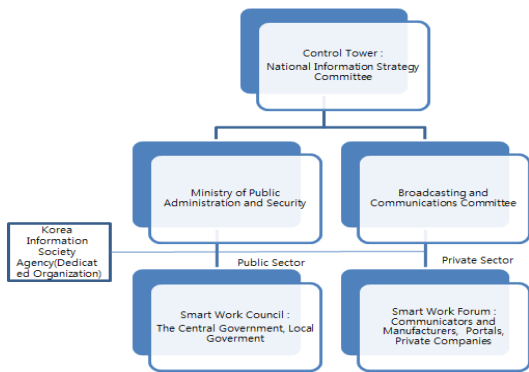 Control Tower :
National Information Strategy
Committee
Ministry of Public
Administration and Security
Broadcasting and
Communications Committee
Korea
Information
Society
Agency(Dedicat
ed Organization)
Public Sector
Private Sector
Smart Work Council :
The Central Government, Local
Goverment
Smart Work Forum :
Communicators and
Manufacturers, Portals,
Private Companies